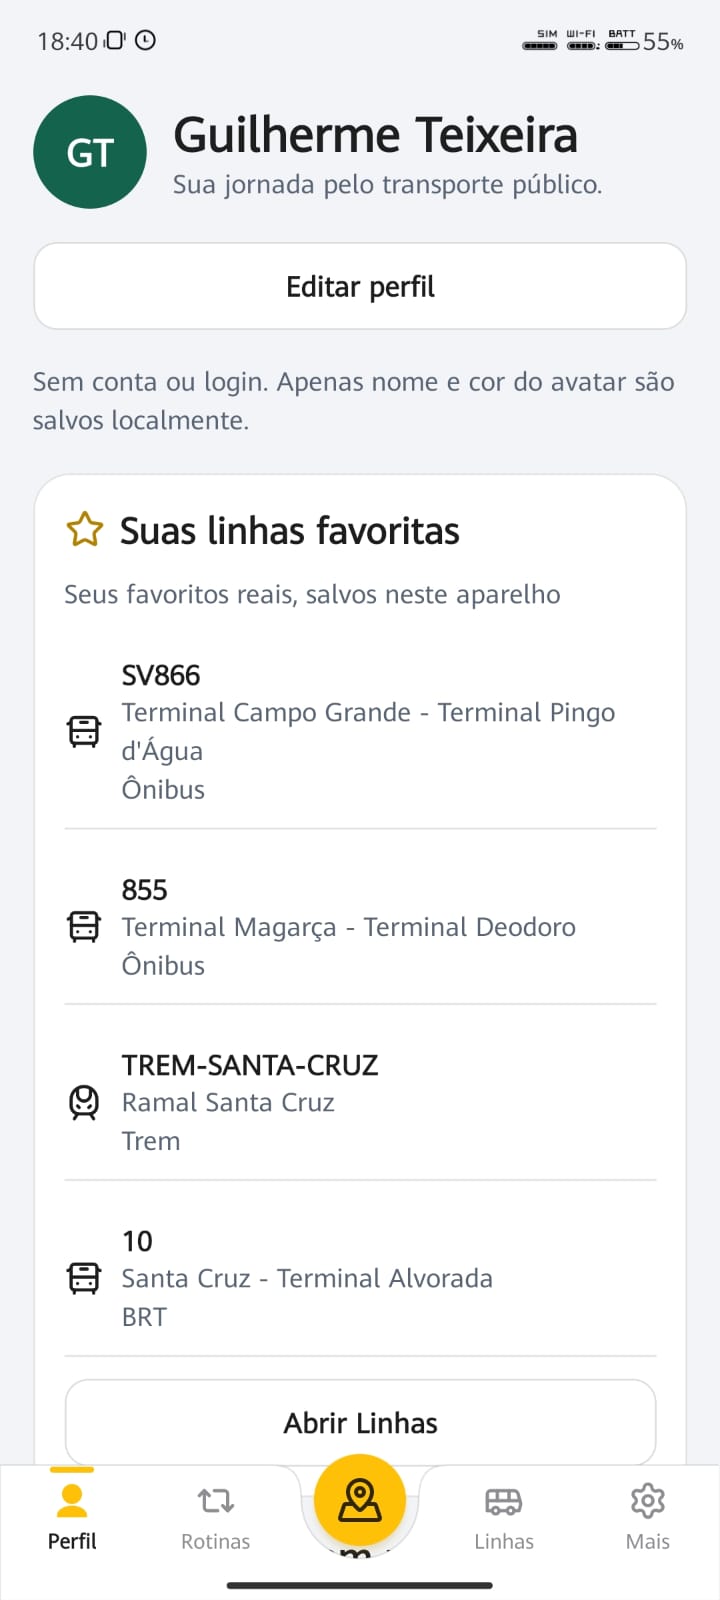 18:40
SIM WI-FI BATT 55%
GT
Guilherme Teixeira
Sua jornada pelo transporte público.
Editar perfil
Sem conta ou login. Apenas nome e cor do avatar são
salvos localmente.
Suas linhas favoritas
Seus favoritos reais, salvos neste aparelho
SV866
Terminal Campo Grande - Terminal Pingo
d'Água
Ônibus
855
Terminal Magarça - Terminal Deodoro
Ônibus
TREM-SANTA-CRUZ
Ramal Santa Cruz
Trem
10
Santa Cruz - Terminal Alvorada
BRT
Abrir Linhas
Perfil
Rotinas
Linhas
Mais